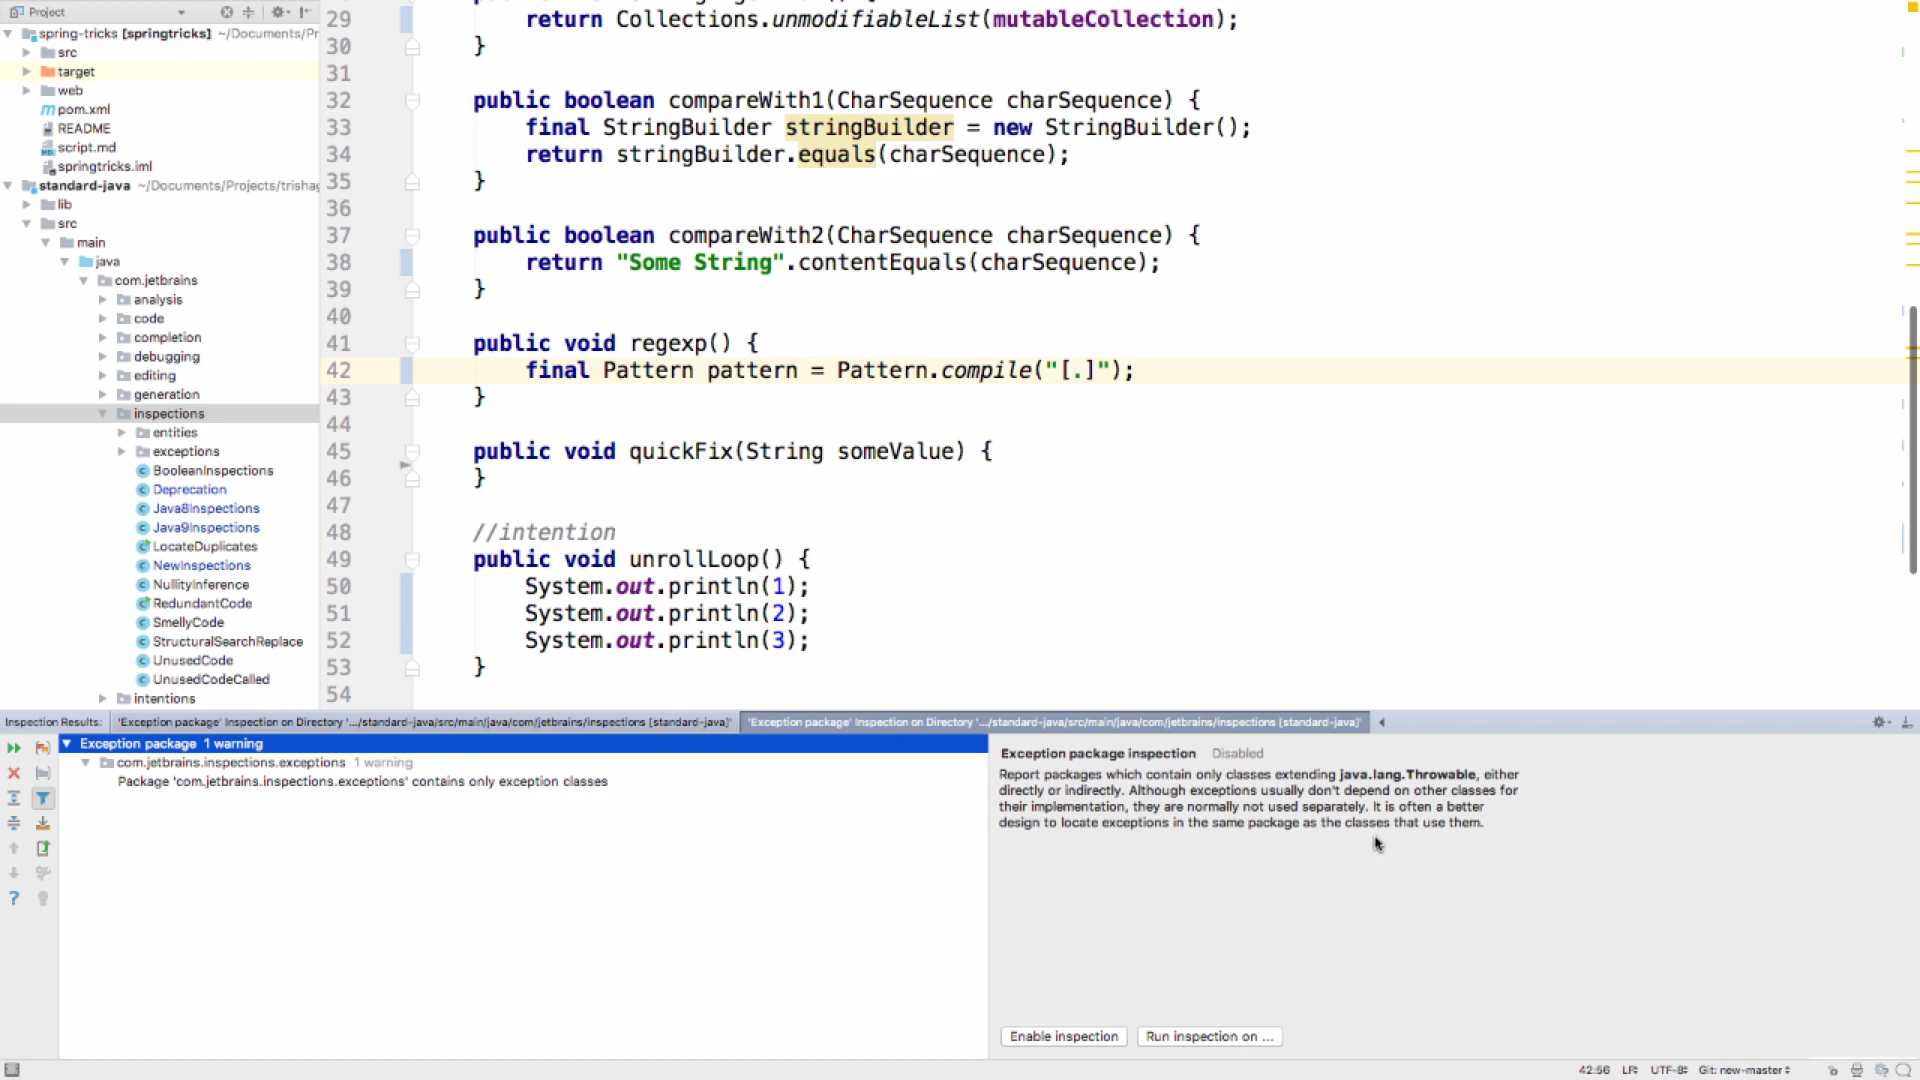 Project
spring-tricks [springtricks] ~/Documents/Pr
src
target
web
pom.xml
README
script.md
springtricks.iml
standard-java ~/Documents/Projects/trisha
lib
src
main
java
com.jetbrains
analysis
code
completion
debugging
editing
generation
inspections
entities
exceptions
BooleanInspections
Deprecation
Java8Inspections
Java9Inspections
LocateDuplicates
NewInspections
NullityInference
RedundantCode
SmellyCode
StructuralSearchReplace
UnusedCode
UnusedCodeCalled
intentions
29 return Collections.unmodifiableList(mutableCollection);
30 }
31
32 public boolean compareWith1(CharSequence charSequence) {
33 final StringBuilder stringBuilder = new StringBuilder();
34 return stringBuilder.equals(charSequence);
35 }
36
37 public boolean compareWith2(CharSequence charSequence) {
38 return "Some String".contentEquals(charSequence);
39 }
40
41 public void regexp() {
42 final Pattern pattern = Pattern.compile("[.]");
43 }
44
45 public void quickFix(String someValue) {
46 }
47
48 //intention
49 public void unrollLoop() {
50 System.out.println(1);
51 System.out.println(2);
52 System.out.println(3);
53 }
54
Inspection Results: 'Exception package' Inspection on Directory '.../standard-java/src/main/java/com/jetbrains/inspections [standard-java]' 'Exception package' Inspection on Directory '.../standard-java/src/main/java/com/jetbrains/inspections [standard-java]'
Exception package 1 warning
com.jetbrains.inspections.exceptions 1 warning
Package 'com.jetbrains.inspections.exceptions' contains only exception classes
Exception package inspection Disabled
Report packages which contain only classes extending java.lang.Throwable, either
directly or indirectly. Although exceptions usually don't depend on other classes for
their implementation, they are normally not used separately. It is often a better
design to locate exceptions in the same package as the classes that use them.
Enable inspection Run inspection on ...
42:56 LF UTF-8 Git: new-master